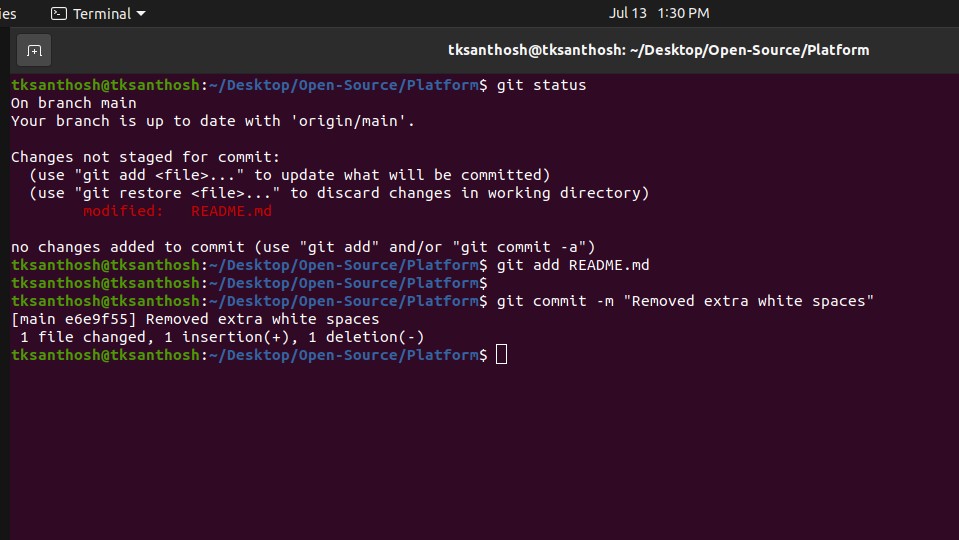 ies Terminal Jul 13 1:30 PM
tksanthosh@tksanthosh: ~/Desktop/Open-Source/Platform
tksanthosh@tksanthosh:~/Desktop/Open-Source/Platform$ git status
On branch main
Your branch is up to date with 'origin/main'.
Changes not staged for commit:
  (use "git add <file>..." to update what will be committed)
  (use "git restore <file>..." to discard changes in working directory)
        modified:   README.md
no changes added to commit (use "git add" and/or "git commit -a")
tksanthosh@tksanthosh:~/Desktop/Open-Source/Platform$ git add README.md
tksanthosh@tksanthosh:~/Desktop/Open-Source/Platform$
tksanthosh@tksanthosh:~/Desktop/Open-Source/Platform$ git commit -m "Removed extra white spaces"
[main e6e9f55] Removed extra white spaces
 1 file changed, 1 insertion(+), 1 deletion(-)
tksanthosh@tksanthosh:~/Desktop/Open-Source/Platform$